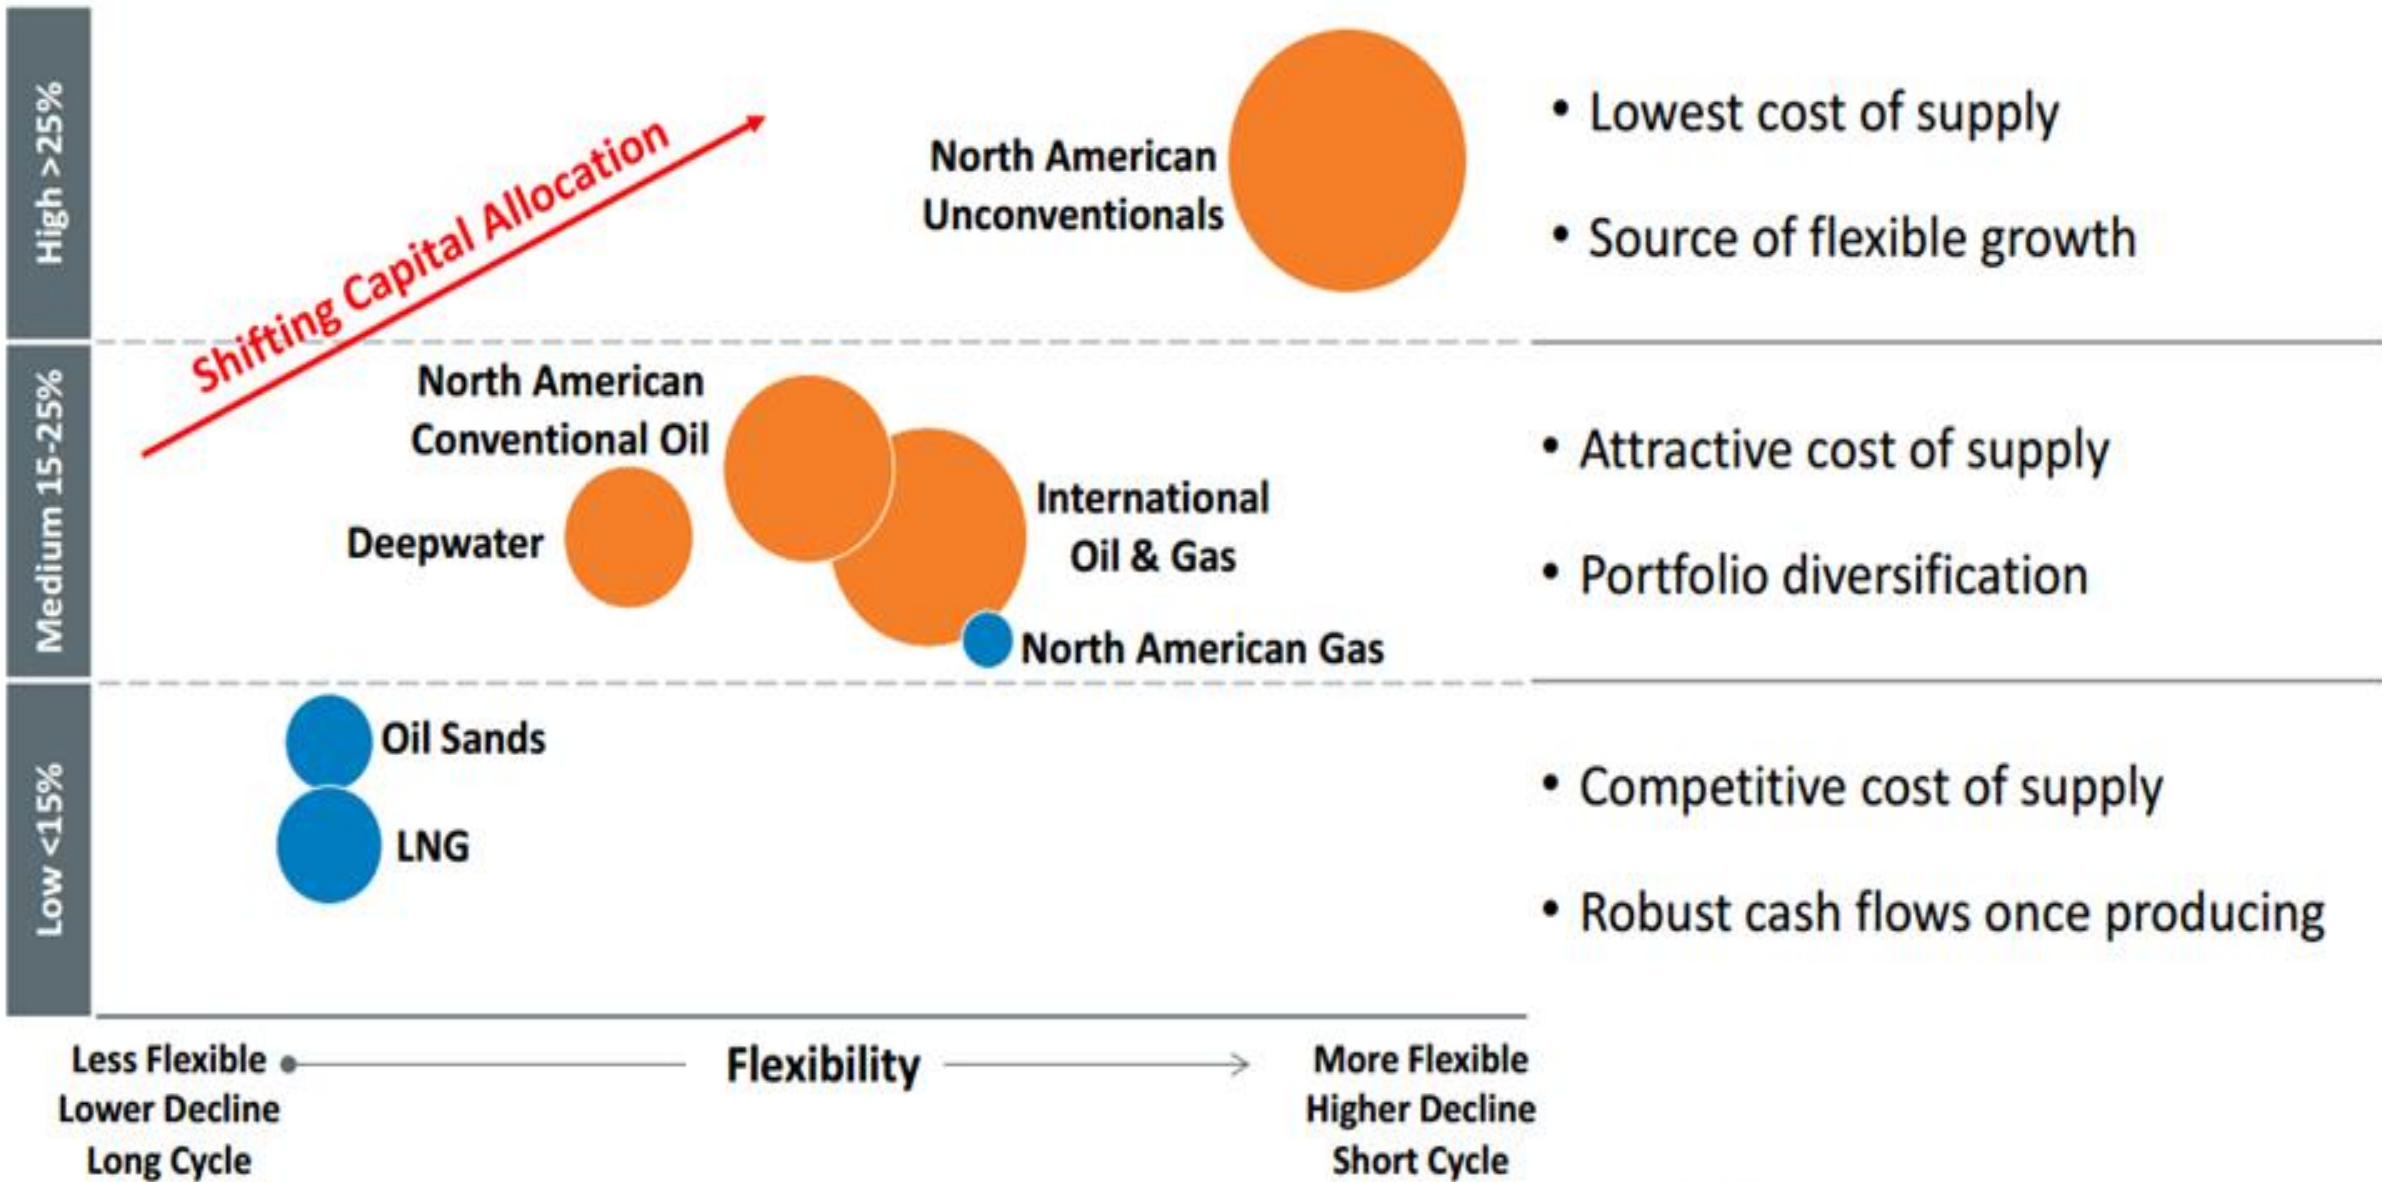 High >25%
Shifting Capital Allocation
North American
Unconventionals
• Lowest cost of supply
• Source of flexible growth
Medium 15-25%
North American
Conventional Oil
Deepwater
International
Oil & Gas
North American Gas
• Attractive cost of supply
• Portfolio diversification
Low <15%
Oil Sands
LNG
• Competitive cost of supply
• Robust cash flows once producing
Less Flexible
Lower Decline
Long Cycle
Flexibility
More Flexible
Higher Decline
Short Cycle